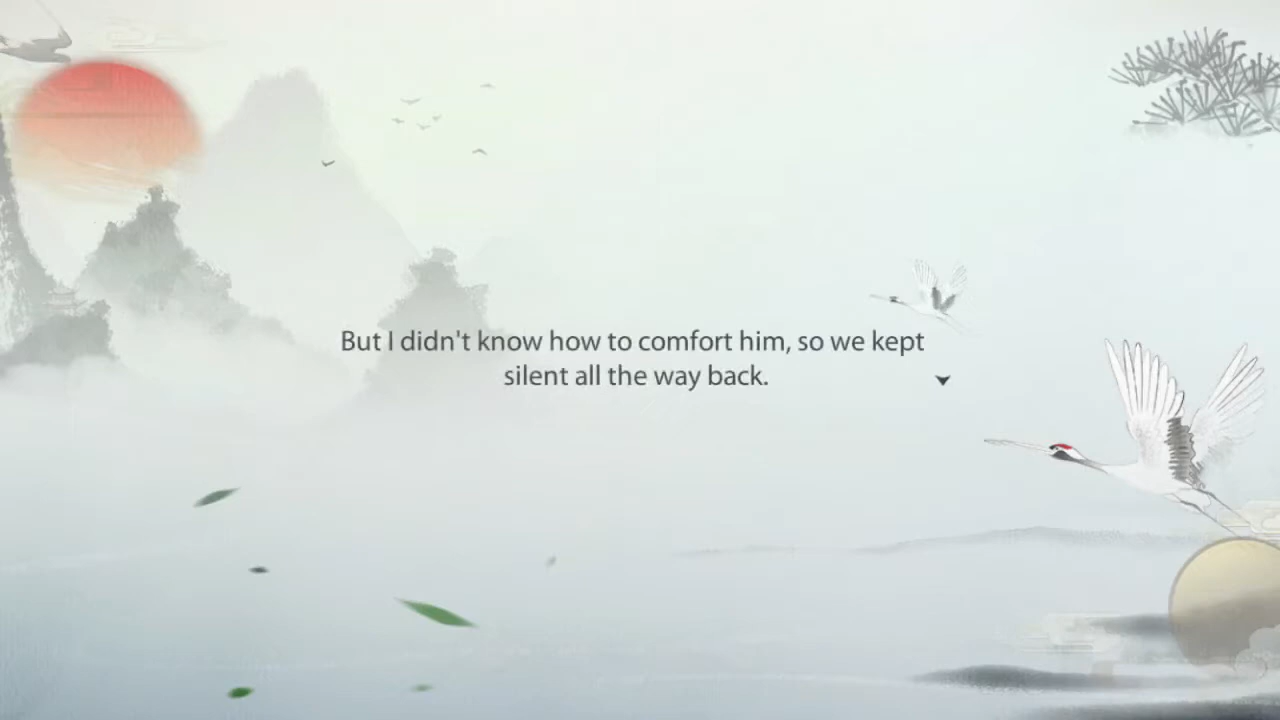 But I didn't know how to comfort him, so we kept
silent all the way back.